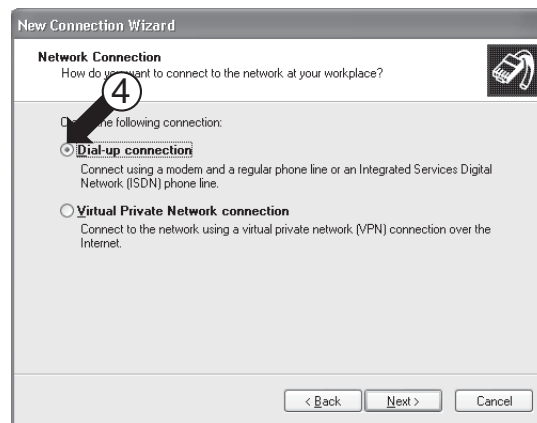 New Connection Wizard
Network Connection
How do you want to connect to the network at your workplace?
4
the following connection:
Dial-up connection
Connect using a modem and a regular phone line or an Integrated Services Digital
Network (ISDN) phone line.
Virtual Private Network connection
Connect to the network using a virtual private network (VPN) connection over the
Internet.
< Back
Next >
Cancel